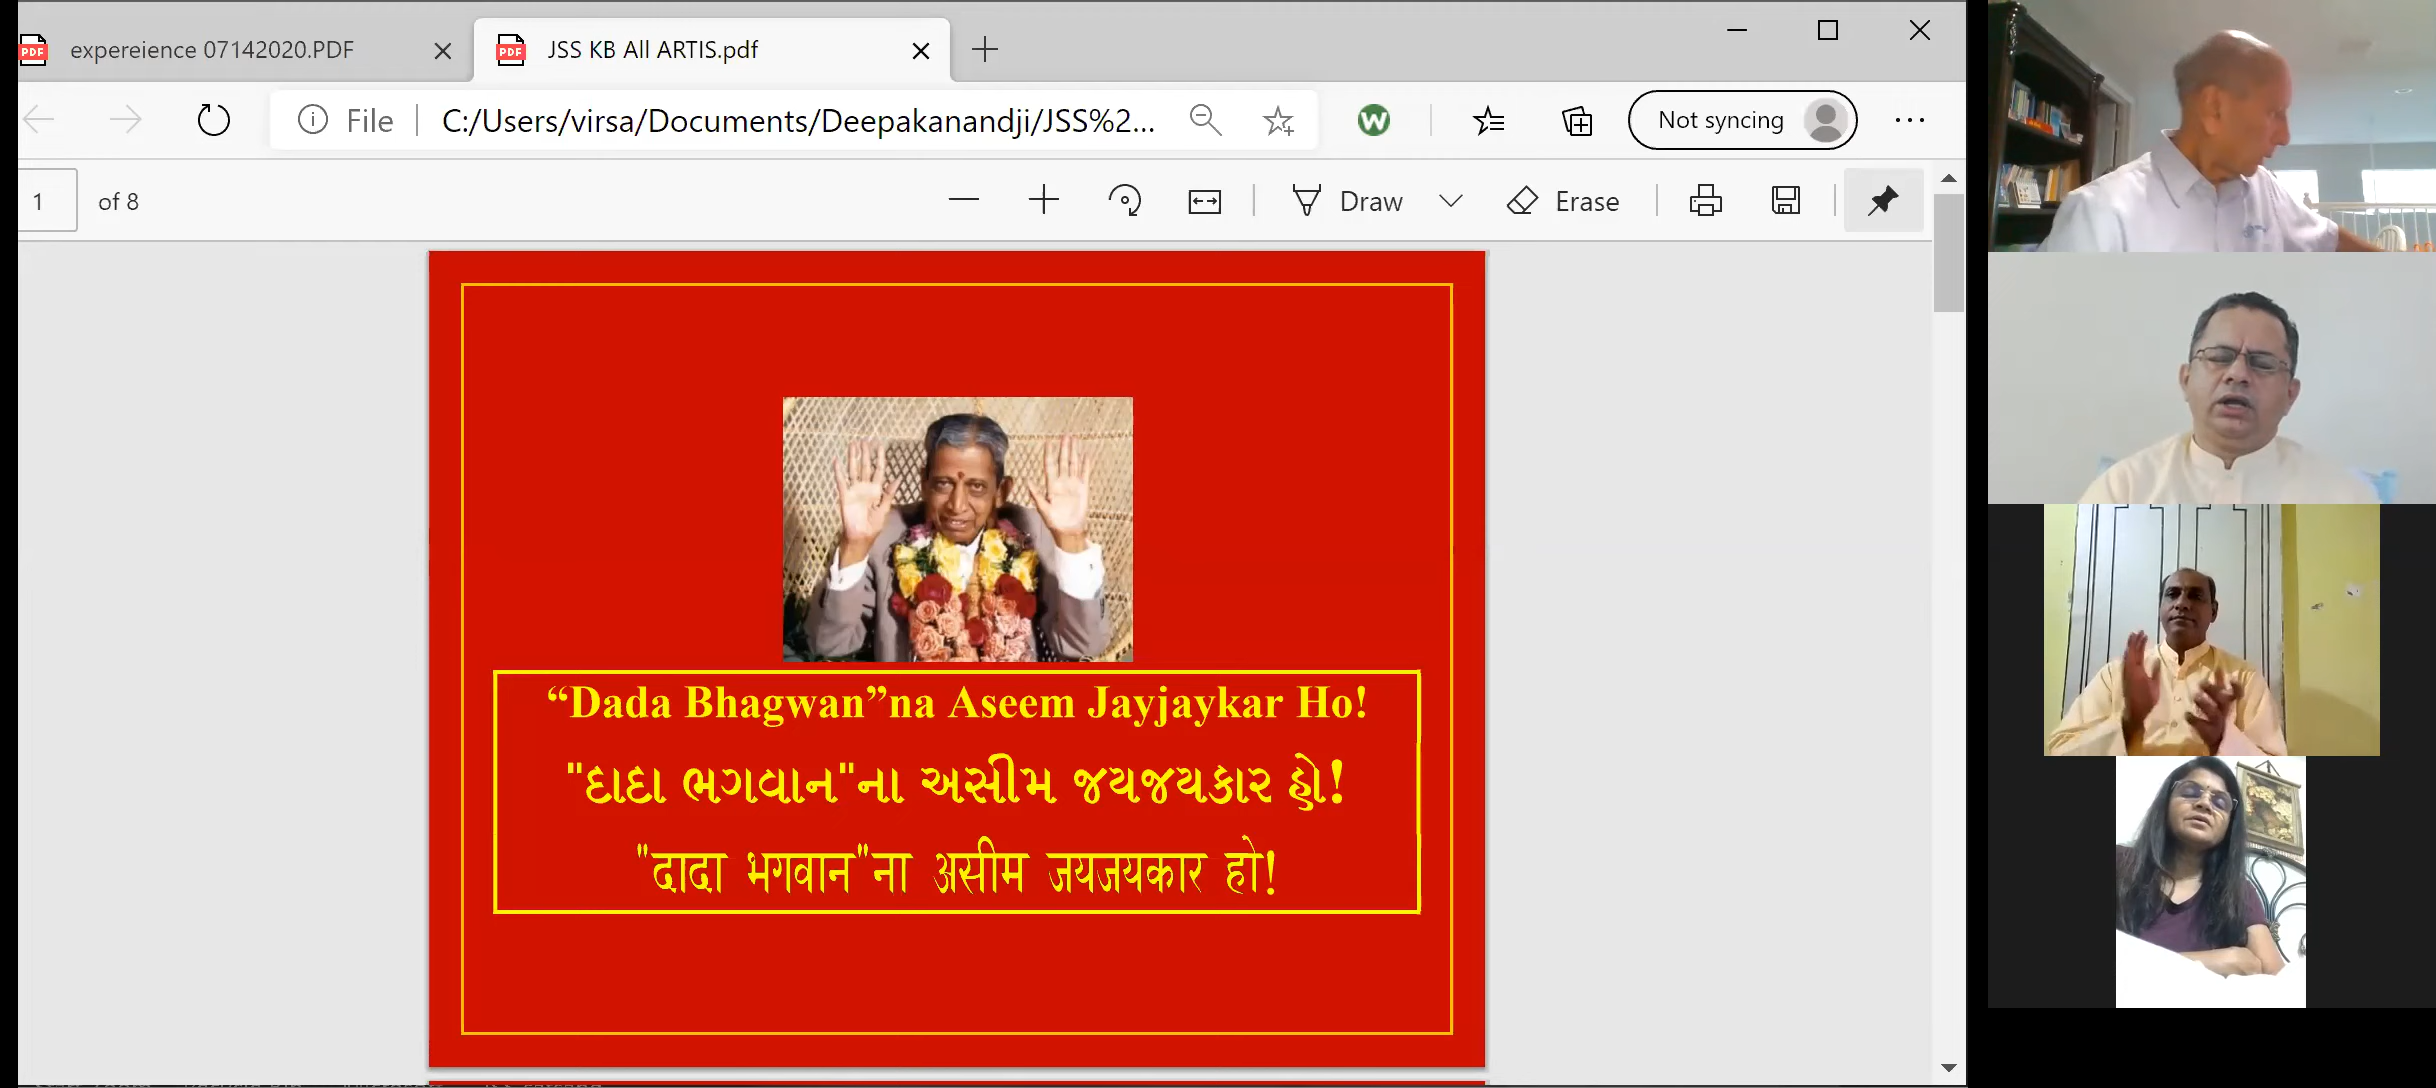 expereience 07142020.PDF
JSS KB All ARTIS.pdf
File
C:/Users/virsa/Documents/Deepakanandji/JSS%2...
Not syncing
1 of 8
Draw
Erase
“Dada Bhagwan”na Aseem Jayjaykar Ho!
"દાદા ભગવાન"ના અસીમ જયજયકાર હો!
"दादा भगवान"ना असीम जयजयकार हो!